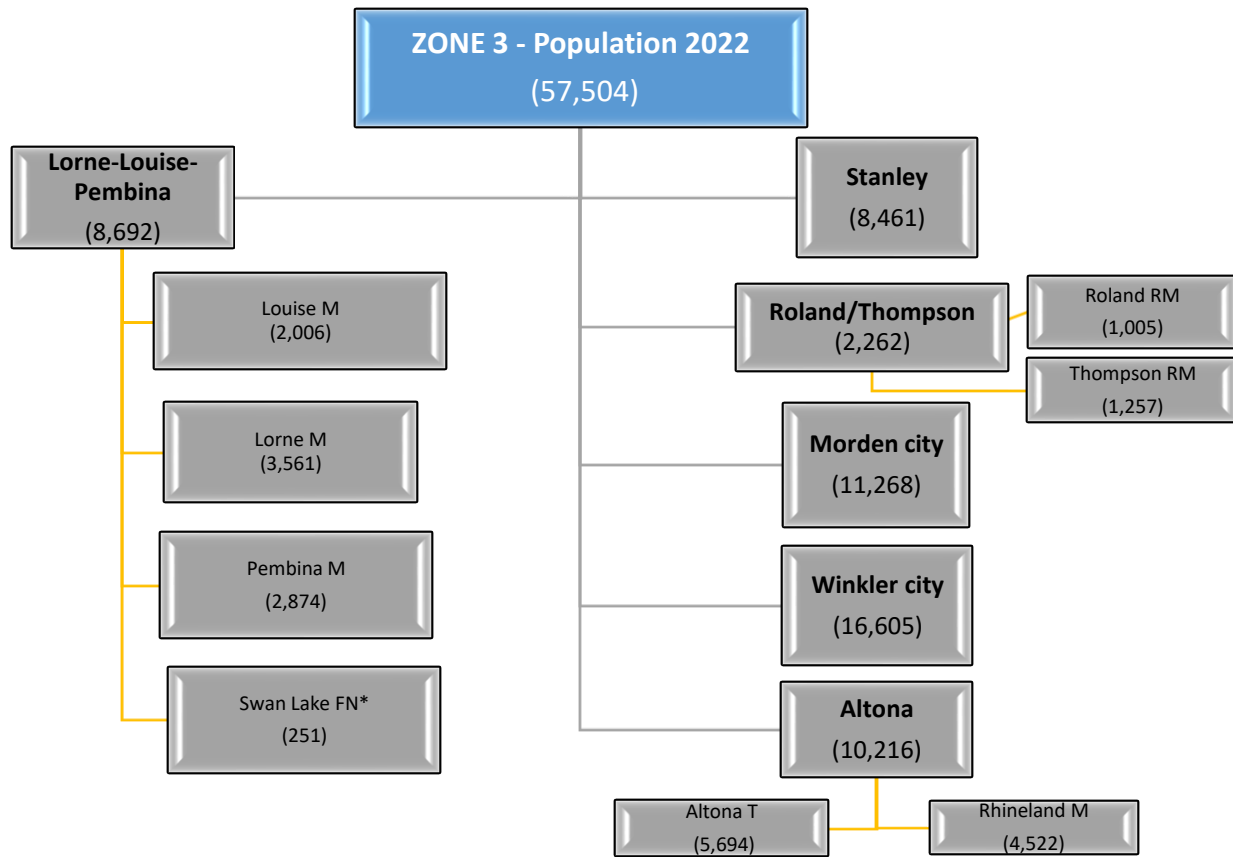 ZONE 3 - Population 2022
(57,504)
Lorne-Louise-
Pembina
(8,692)
Louise M
(2,006)
Lorne M
(3,561)
Pembina M
(2,874)
Swan Lake FN*
(251)
Stanley
(8,461)
Roland/Thompson
(2,262)
Roland RM
(1,005)
Thompson RM
(1,257)
Morden city
(11,268)
Winkler city
(16,605)
Altona
(10,216)
Altona T
(5,694)
Rhineland M
(4,522)